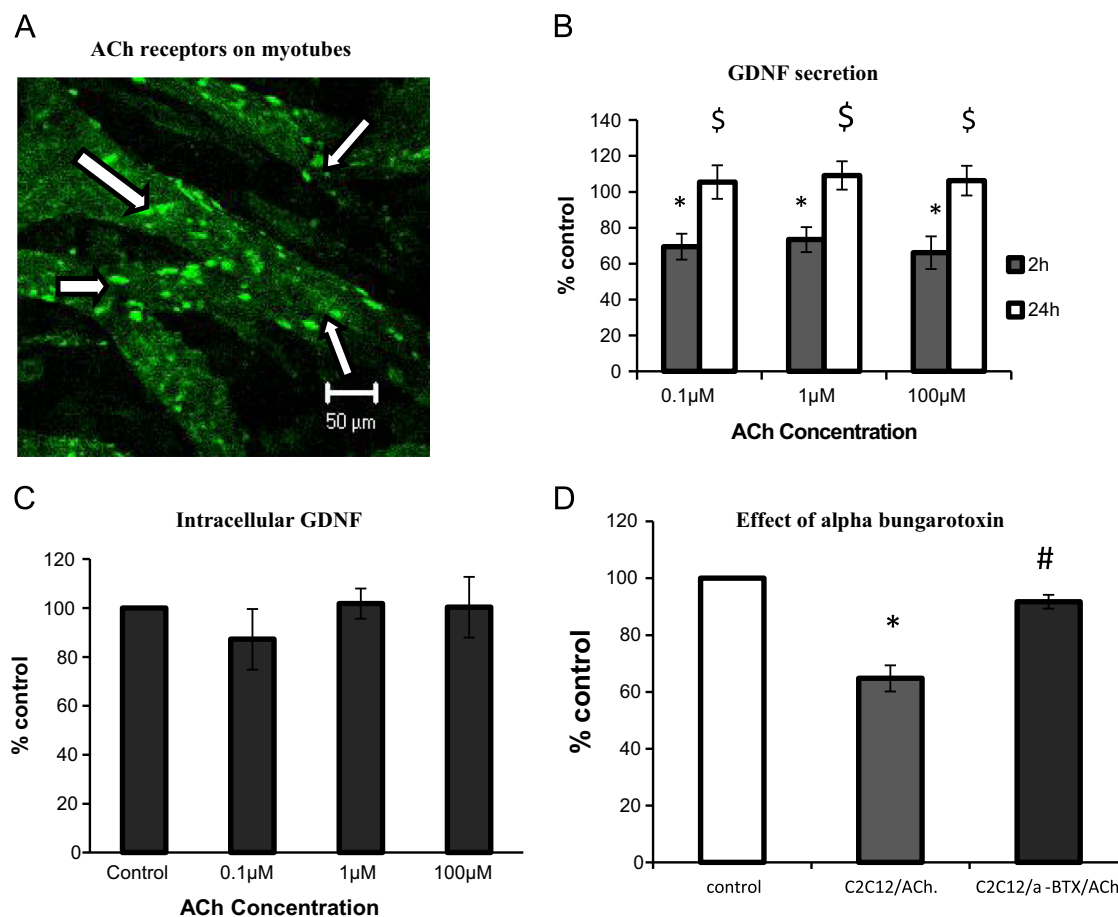 A
ACh receptors on myotubes
50 µm
B
GDNF secretion
% control
140
120
100
80
60
40
20
0
$
$
$
*
*
*
2h
24h
0.1µM
1µM
100µM
ACh Concentration
C
Intracellular GDNF
% control
120
100
80
60
40
20
0
Control
0.1µM
1µM
100µM
ACh Concentration
D
Effect of alpha bungarotoxin
% control
120
100
80
60
40
20
0
*
#
control
C2C12/ACh.
C2C12/a -BTX/ACh